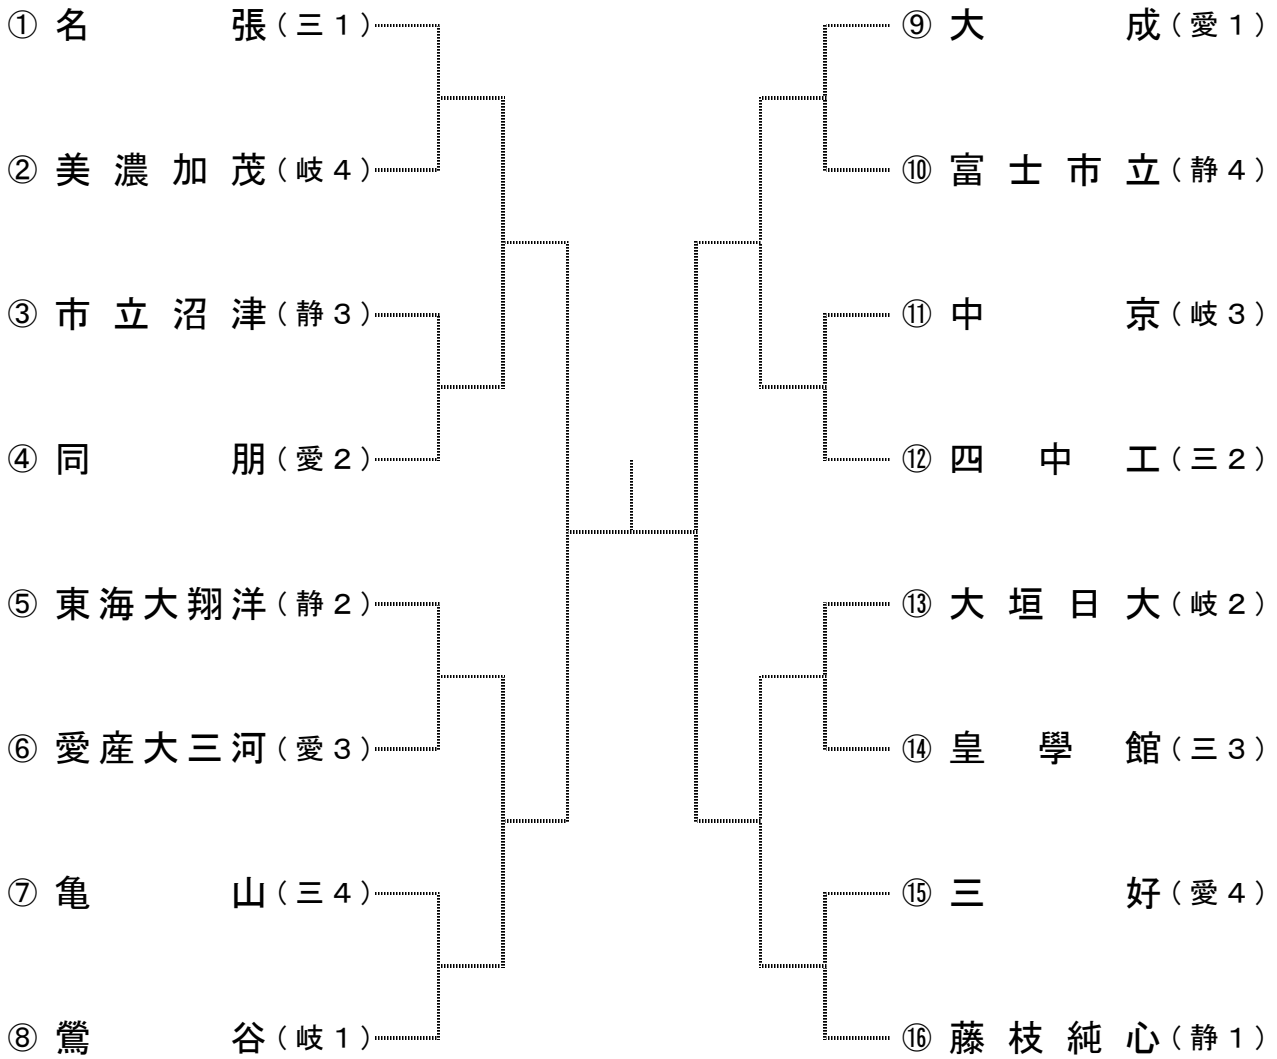 ① 名張（三１）
② 美濃加茂（岐４）
③ 市立沼津（静３）
④ 同朋（愛２）
⑤ 東海大翔洋（静２）
⑥ 愛産大三河（愛３）
⑦ 亀山（三４）
⑧ 鶯谷（岐１）
⑨ 大成（愛１）
⑩ 富士市立（静４）
⑪ 中京（岐３）
⑫ 四中工（三２）
⑬ 大垣日大（岐２）
⑭ 皇學館（三３）
⑮ 三好（愛４）
⑯ 藤枝純心（静１）